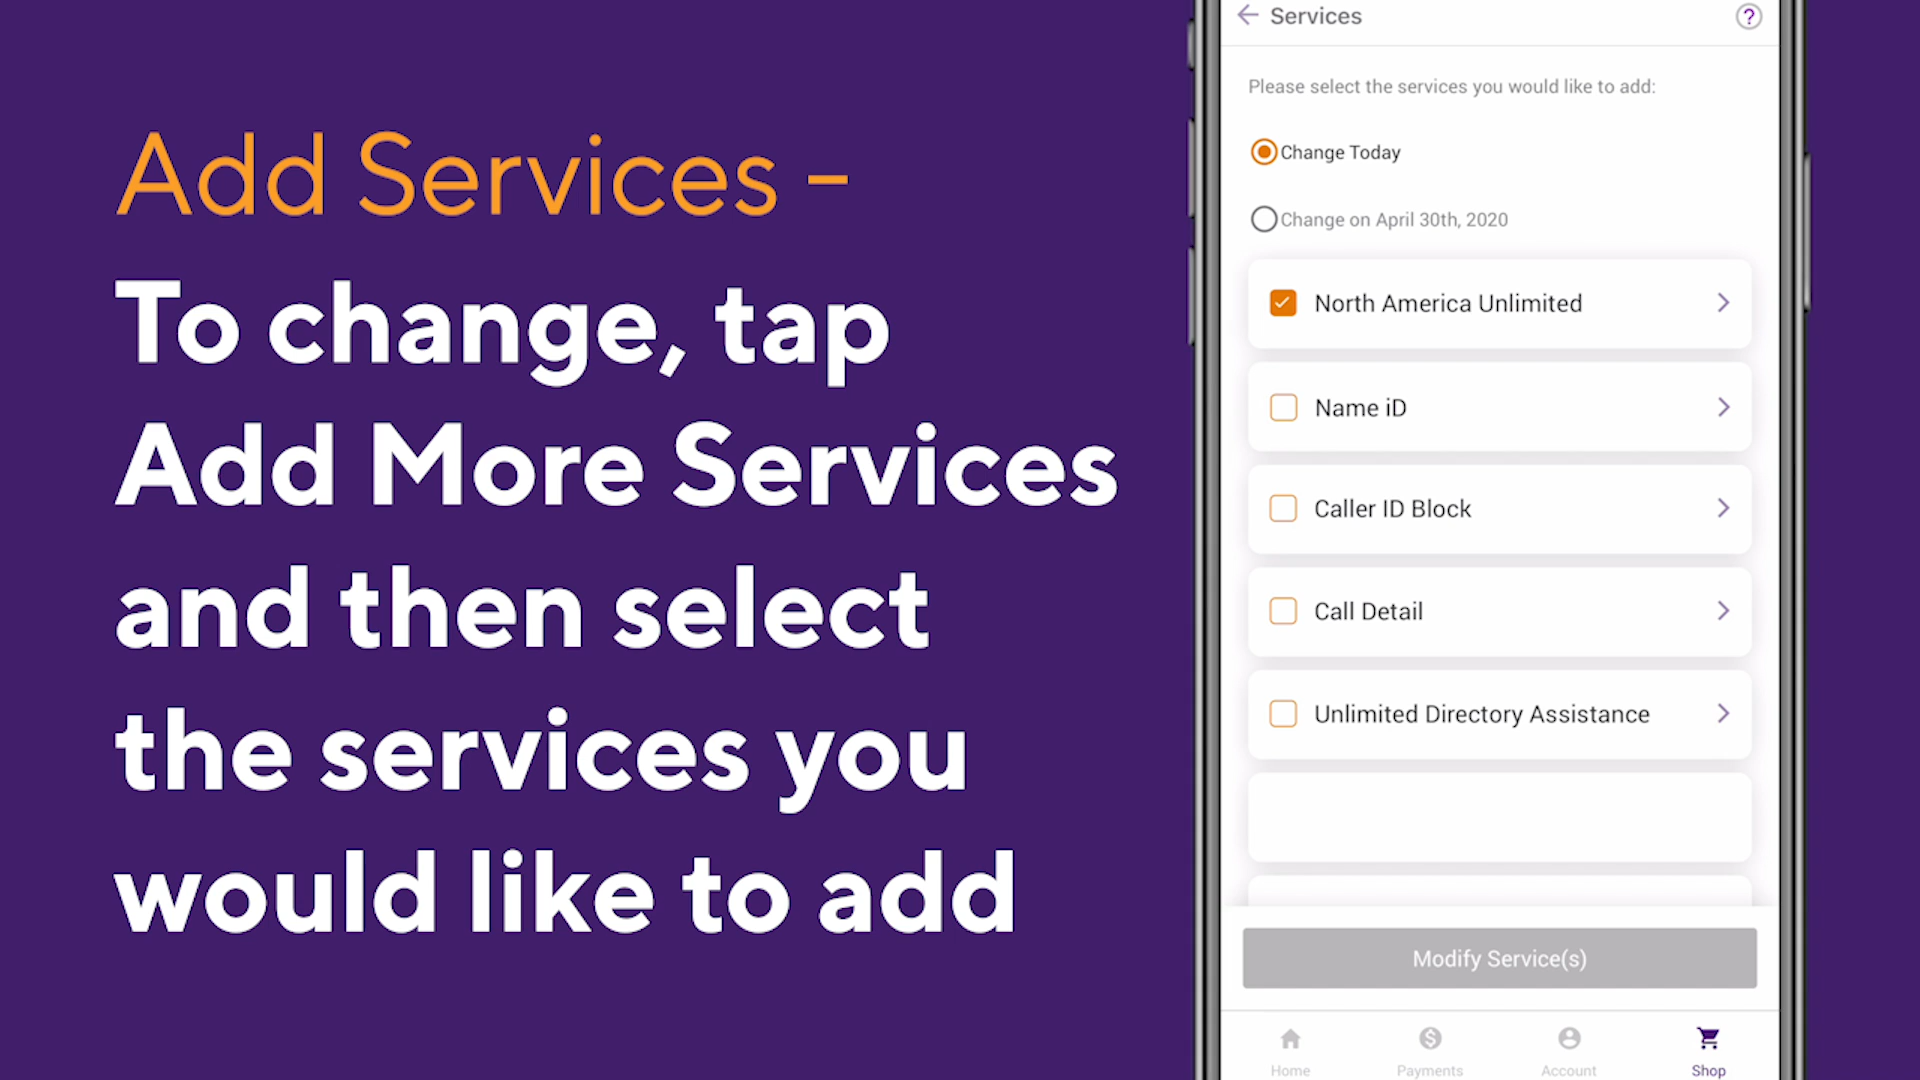 Add Services –
To change, tap
Add More Services
and then select
the services you
would like to add
Services
?
Please select the services you would like to add:
Change Today
Change on April 30th, 2020
North America Unlimited
Name iD
Caller ID Block
Call Detail
Unlimited Directory Assistance
Modify Service(s)
$
Home
Payments
Account
Shop